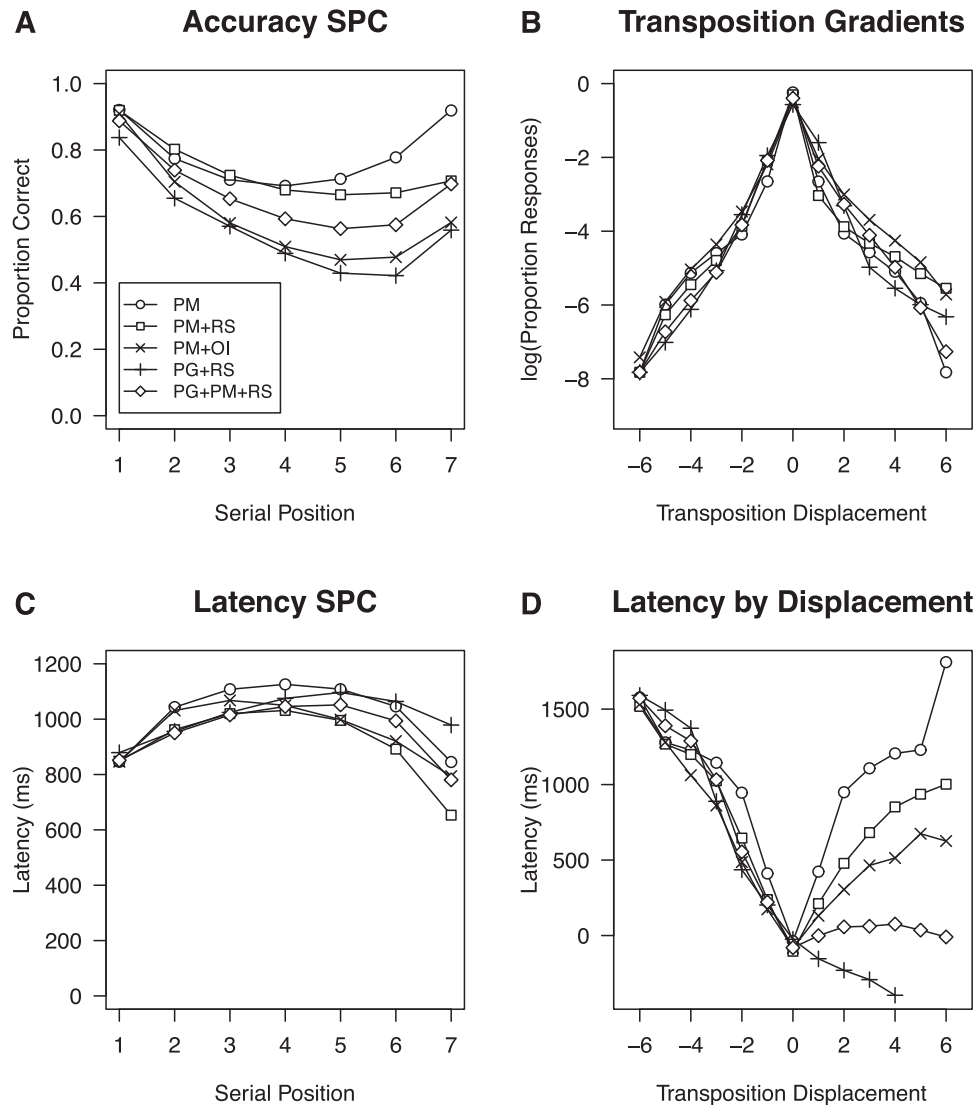 A Accuracy SPC
Proportion Correct
1.0
0.8
0.6
0.4
0.2
0.0
PM
PM+RS
PM+OI
PG+RS
PG+PM+RS
1 2 3 4 5 6 7
Serial Position
B Transposition Gradients
log(Proportion Responses)
0
−2
−4
−6
−8
−6 −4 −2 0 2 4 6
Transposition Displacement
C Latency SPC
Latency (ms)
1200
1000
800
600
400
200
0
1 2 3 4 5 6 7
Serial Position
D Latency by Displacement
Latency (ms)
1500
1000
500
0
−6 −4 −2 0 2 4 6
Transposition Displacement